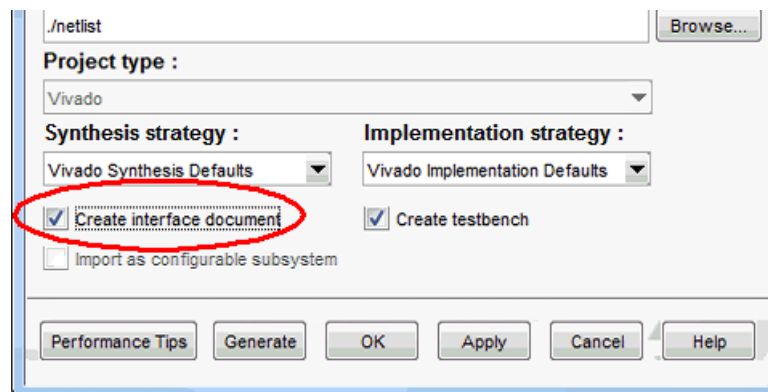 ./netlist
Browse...
Project type :
Vivado
Synthesis strategy :
Implementation strategy :
Vivado Synthesis Defaults
Vivado Implementation Defaults
Create interface document
Create testbench
Import as configurable subsystem
Performance Tips
Generate
OK
Apply
Cancel
Help